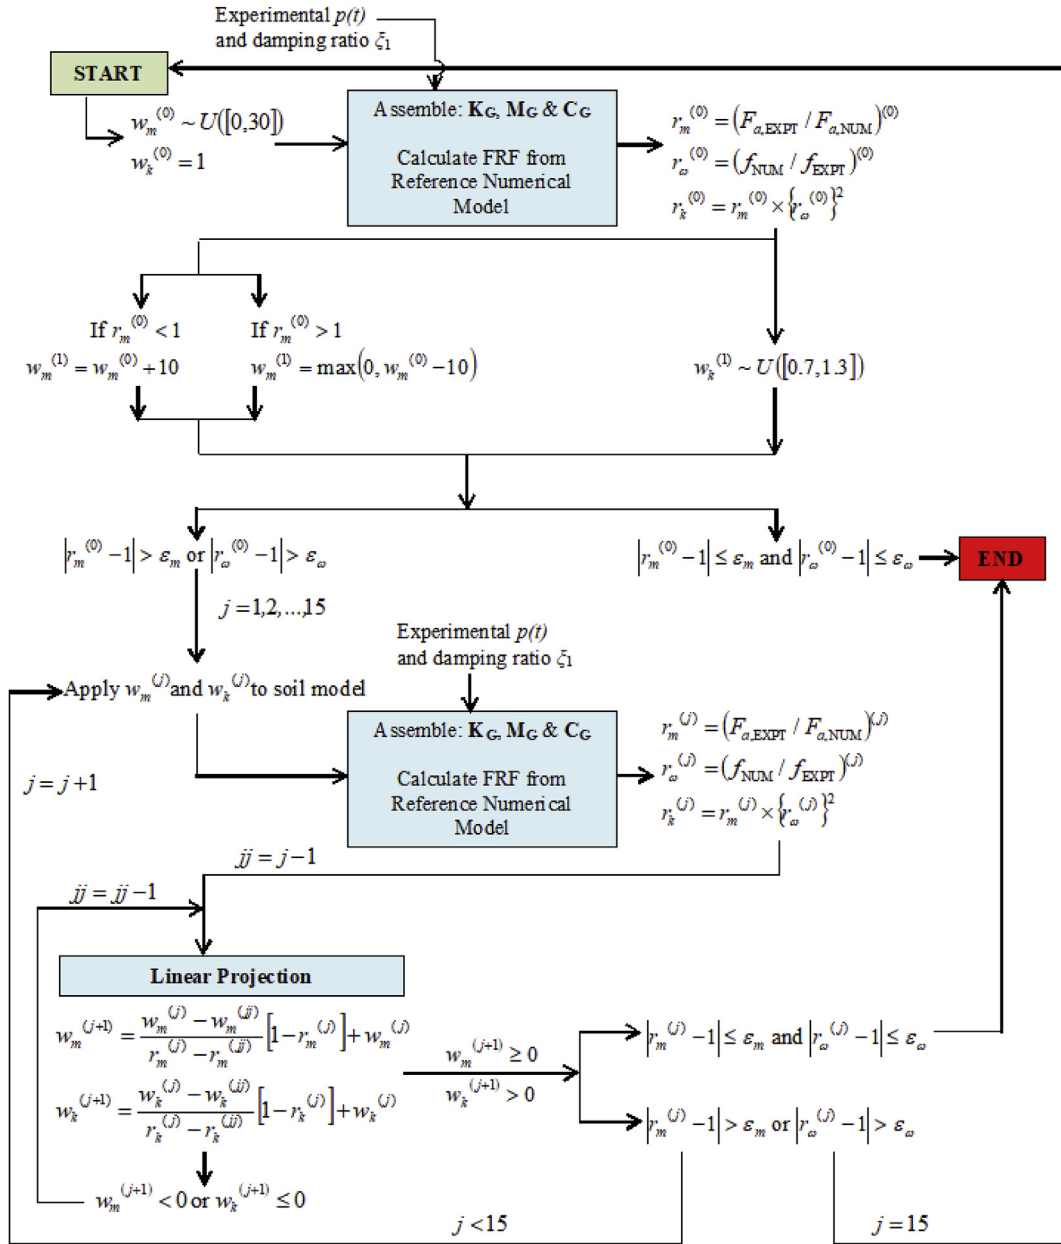 Experimental p(t)
and damping ratio ξ₁
START
w_m^(0) ~ U([0,30])
w_k^(0) = 1
Assemble: K_G, M_G & C_G
Calculate FRF from
Reference Numerical
Model
r_m^(0) = (F_a,EXPT / F_a,NUM)^(0)
r_ω^(0) = (f_NUM / f_EXPT)^(0)
r_k^(0) = r_m^(0) × {r_ω^(0)}²
If r_m^(0) < 1
w_m^(1) = w_m^(0) + 10
If r_m^(0) > 1
w_m^(1) = max(0, w_m^(0) − 10)
w_k^(1) ~ U([0.7,1.3])
|r_m^(0) − 1| > ε_m or |r_ω^(0) − 1| > ε_ω
|r_m^(0) − 1| ≤ ε_m and |r_ω^(0) − 1| ≤ ε_ω
END
j = 1,2,...,15
Experimental p(t)
and damping ratio ξ₁
Apply w_m^(j) and w_k^(j) to soil model
Assemble: K_G, M_G & C_G
Calculate FRF from
Reference Numerical
Model
r_m^(j) = (F_a,EXPT / F_a,NUM)^(j)
r_ω^(j) = (f_NUM / f_EXPT)^(j)
r_k^(j) = r_m^(j) × {r_ω^(j)}²
j = j+1
jj = j−1
jj = jj−1
Linear Projection
w_m^(j+1) = (w_m^(j) − w_m^(jj)) / (r_m^(j) − r_m^(jj)) [1 − r_m^(j)] + w_m^(j)
w_k^(j+1) = (w_k^(j) − w_k^(jj)) / (r_k^(j) − r_k^(jj)) [1 − r_k^(j)] + w_k^(j)
w_m^(j+1) ≥ 0
w_k^(j+1) > 0
|r_m^(j) − 1| ≤ ε_m and |r_ω^(j) − 1| ≤ ε_ω
|r_m^(j) − 1| > ε_m or |r_ω^(j) − 1| > ε_ω
w_m^(j+1) < 0 or w_k^(j+1) ≤ 0
j < 15
j = 15